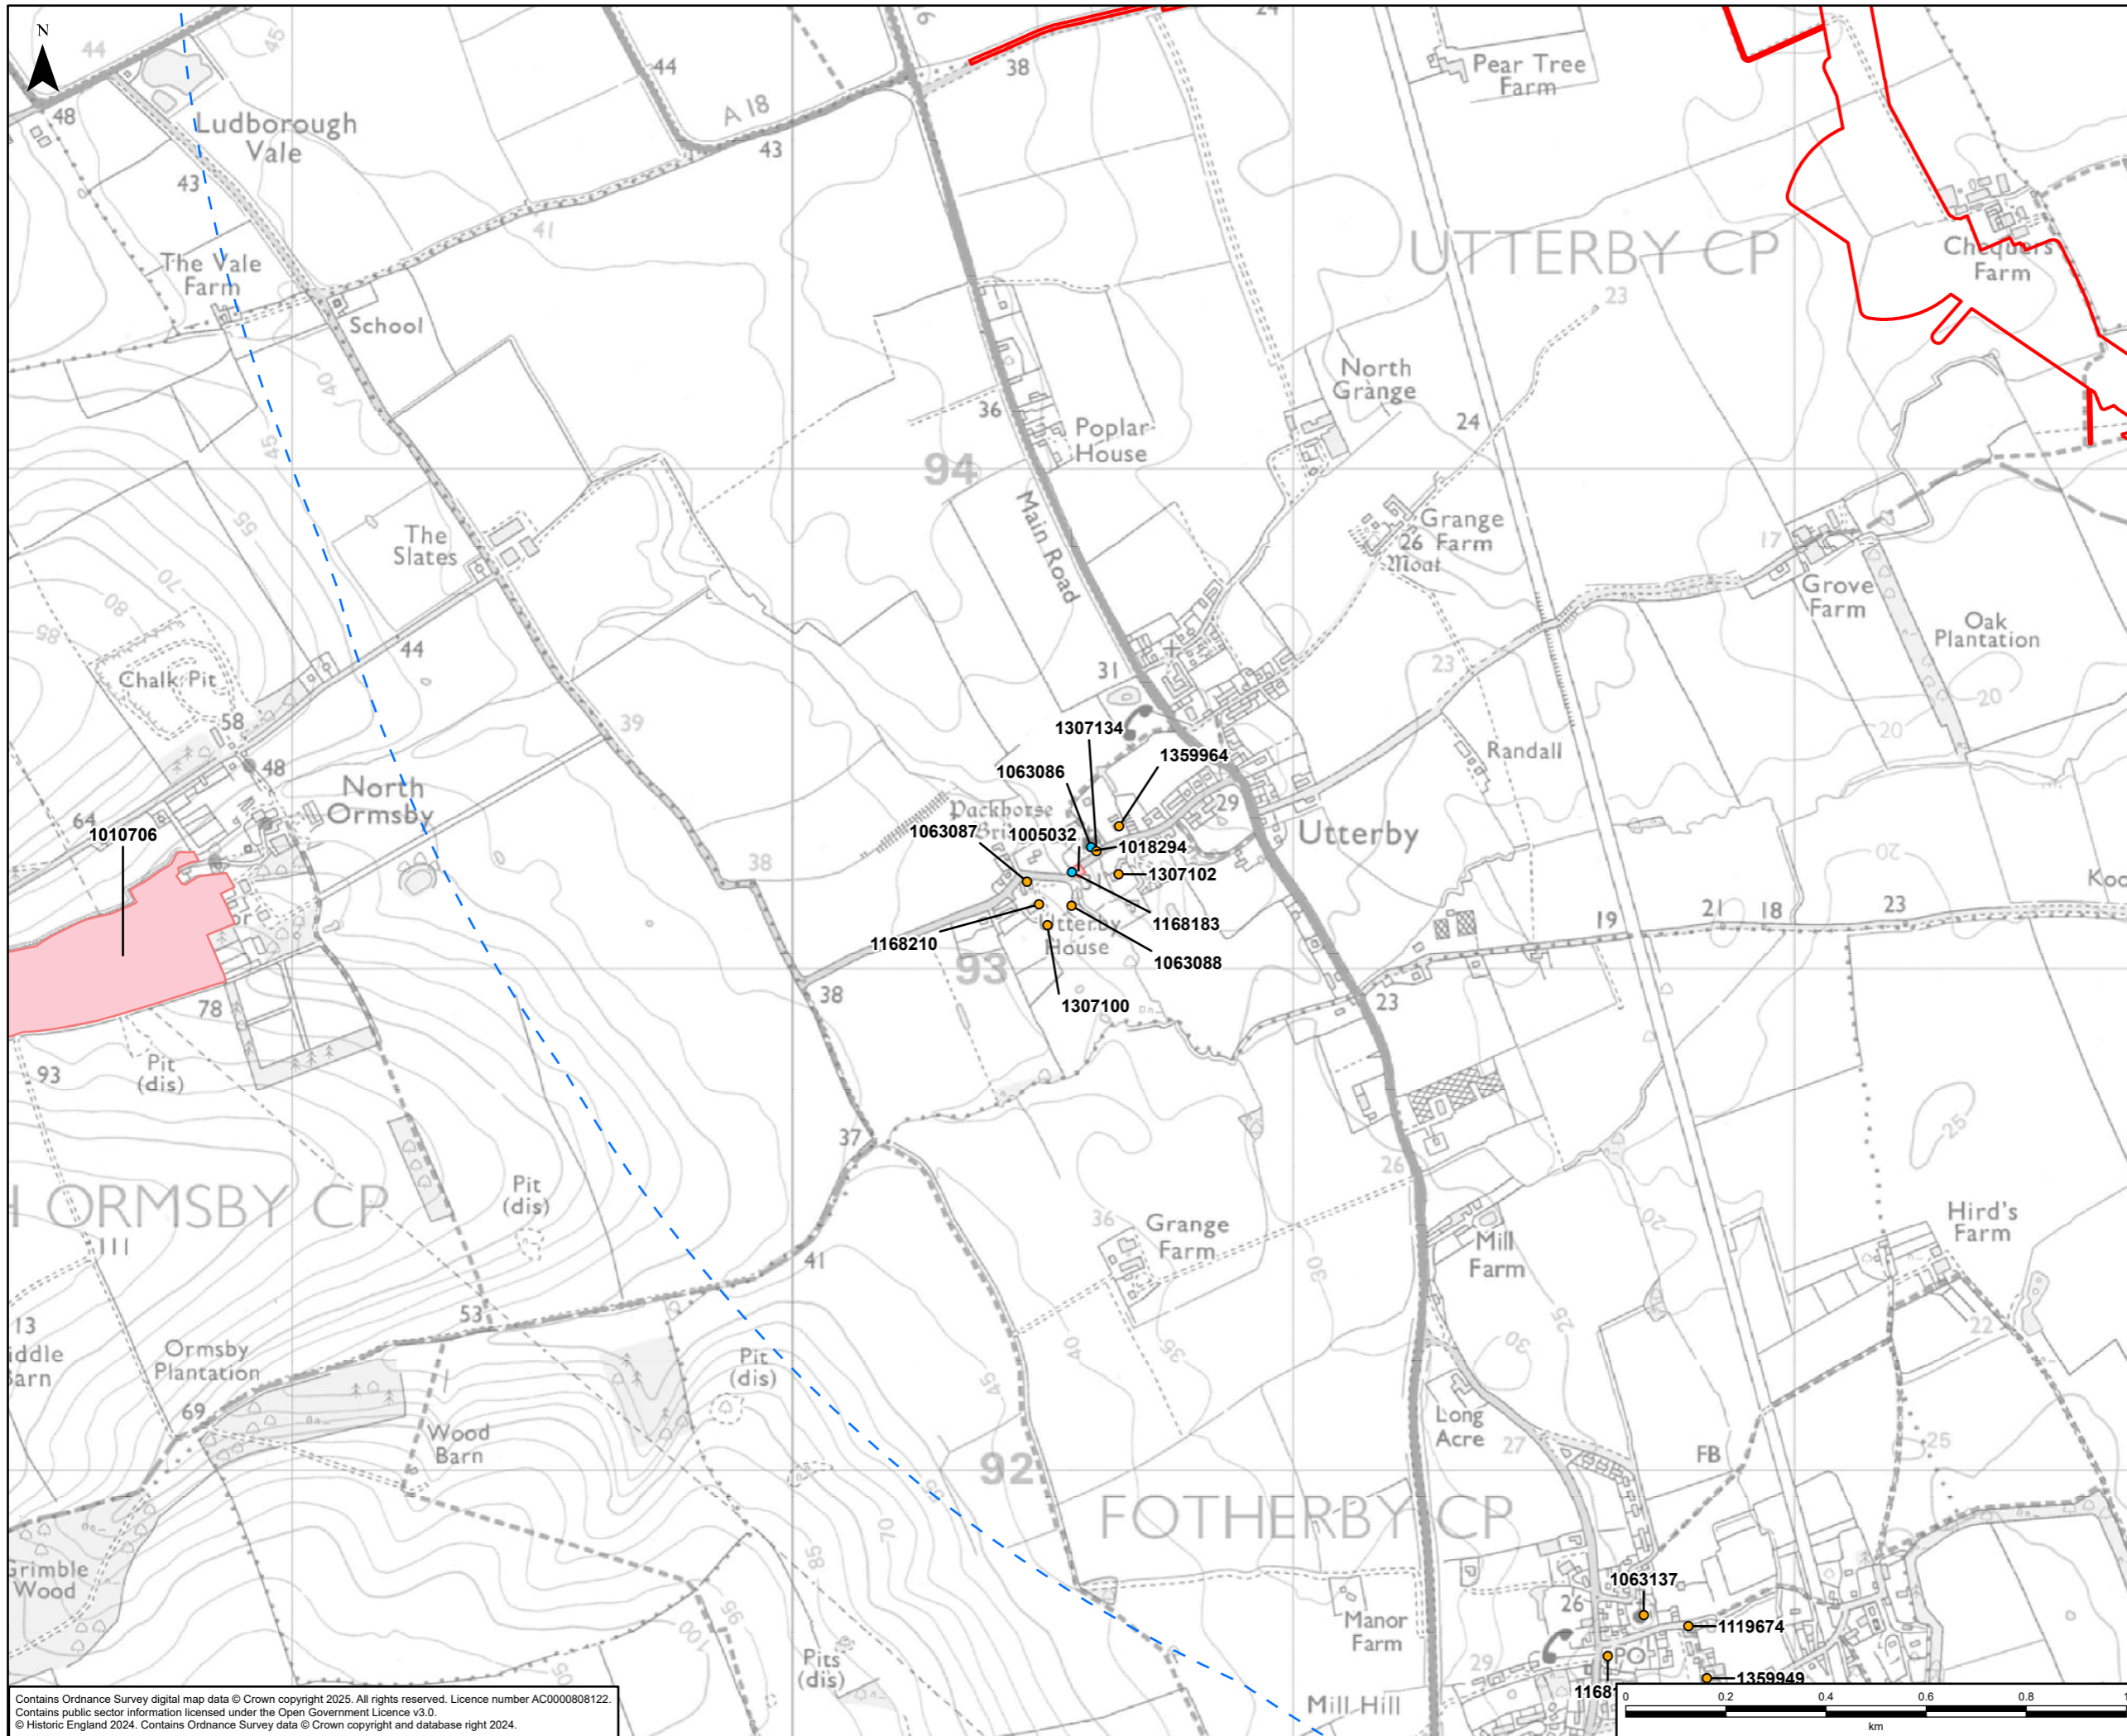 N
44
45
48
Ludborough
Vale
43
44
A 18
43
38
24
Pear Tree
Farm
41
The Vale
Farm
School
40
UTTERBY CP
Chequers
Farm
23
North
Grange
24
36
Poplar
House
45
94
Main Road
55
The
Slates
Grange
26 Farm
Moat
17
Grove
Farm
Oak
Plantation
70
80
85
44
Chalk Pit
58
39
31
23
20
20
48
North
Ormsby
64
1010706
1307134
1359964
1063086
Packhorse
1063087
1005032
29
Utterby
Randall
1018294
1307102
38
20
1168183
1168210
Utterby
House
1063088
93
1307100
19
21
18
23
23
38
78
93
Pit
(dis)
37
26
25
Pit
(dis)
ORMSBY CP
111
36
Grange
Farm
30
20
Hird's
Farm
Mill
Farm
41
53
13
Ormsby
Plantation
Pit
(dis)
40
35
45
30
25
22
69
Wood
Barn
Long
Acre
27
FB
25
92
70
FOTHERBY CP
85
95
100
Wood
1063137
26
Manor
Farm
1119674
Pits
(dis)
29
PO
1359949
Mill Hill
Contains Ordnance Survey digital map data © Crown copyright 2025. All rights reserved. Licence number AC0000808122.
Contains public sector information licensed under the Open Government Licence v3.0.
© Historic England 2024. Contains Ordnance Survey data © Crown copyright and database right 2024.
0 0.2 0.4 0.6 0.8
km